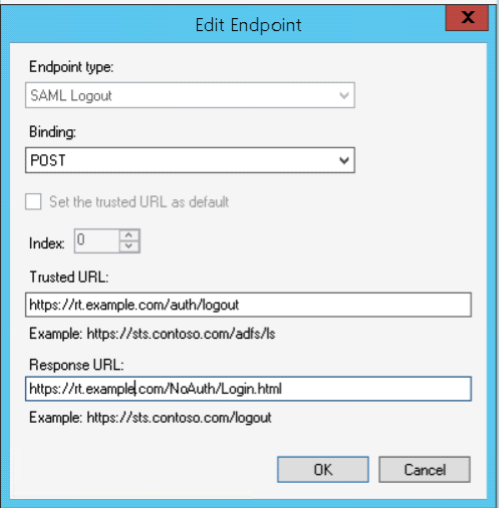 Edit Endpoint
X
Endpoint type:
SAML Logout
Binding:
POST
Set the trusted URL as default
Index: 0
Trusted URL:
https://rt.example.com/auth/logout
Example: https://sts.contoso.com/adfs/ls
Response URL:
https://rt.example.com/NoAuth/Login.html
Example: https://sts.contoso.com/logout
OK Cancel